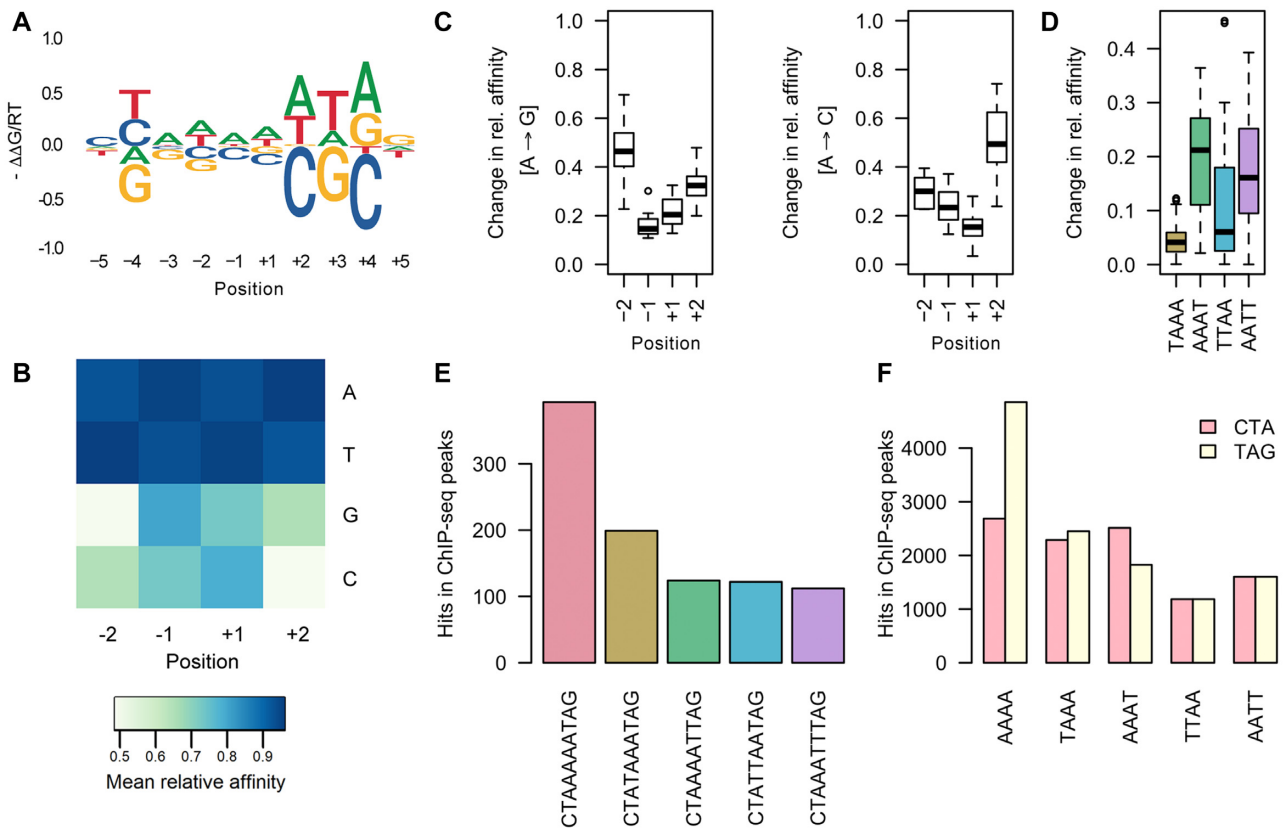 A
1.0
0.5
0.0
-0.5
-1.0
- ΔΔG/RT
−5 −4 −3 −2 −1 +1 +2 +3 +4 +5
Position
B
A
T
G
C
-2 -1 +1 +2
Position
0.5 0.6 0.7 0.8 0.9
Mean relative affinity
C
Change in rel. affinity
[A → G]
1.0
0.8
0.6
0.4
0.2
0.0
−2 −1 +1 +2
Position
Change in rel. affinity
[A → C]
1.0
0.8
0.6
0.4
0.2
0.0
−2 −1 +1 +2
Position
D
Change in rel. affinity
0.4
0.3
0.2
0.1
0.0
TAAA
AAAT
TTAA
AATT
E
Hits in ChIP-seq peaks
300
200
100
0
CTAAAAATAG
CTATAAATAG
CTAAAATTAG
CTATTAATAG
CTAAATTTAG
F
Hits in ChIP-seq peaks
4000
3000
2000
1000
0
CTA
TAG
AAAA
TAAA
AAAT
TTAA
AATT